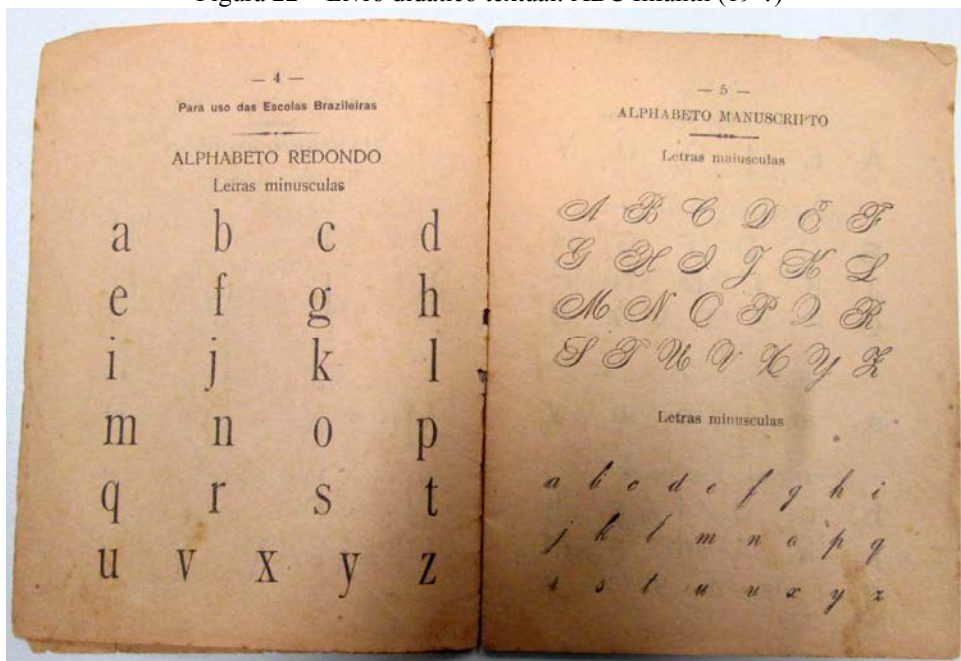 Figura 22 – Livro didático textual: ABC Infantil (19-?)
— 4 —
Para uso das Escolas Brazileiras
ALPHABETO REDONDO
Letras minusculas
a b c d
e f g h
i j k l
m n o p
q r s t
u v x y z
— 5 —
ALPHABETO MANUSCRIPTO
Letras maiusculas
A B C D E F
G H I J K L
M N O P Q R
S T U V X Y Z
Letras minusculas
a b c d e f g h i
j k l m n o p q
r s t u v x y z